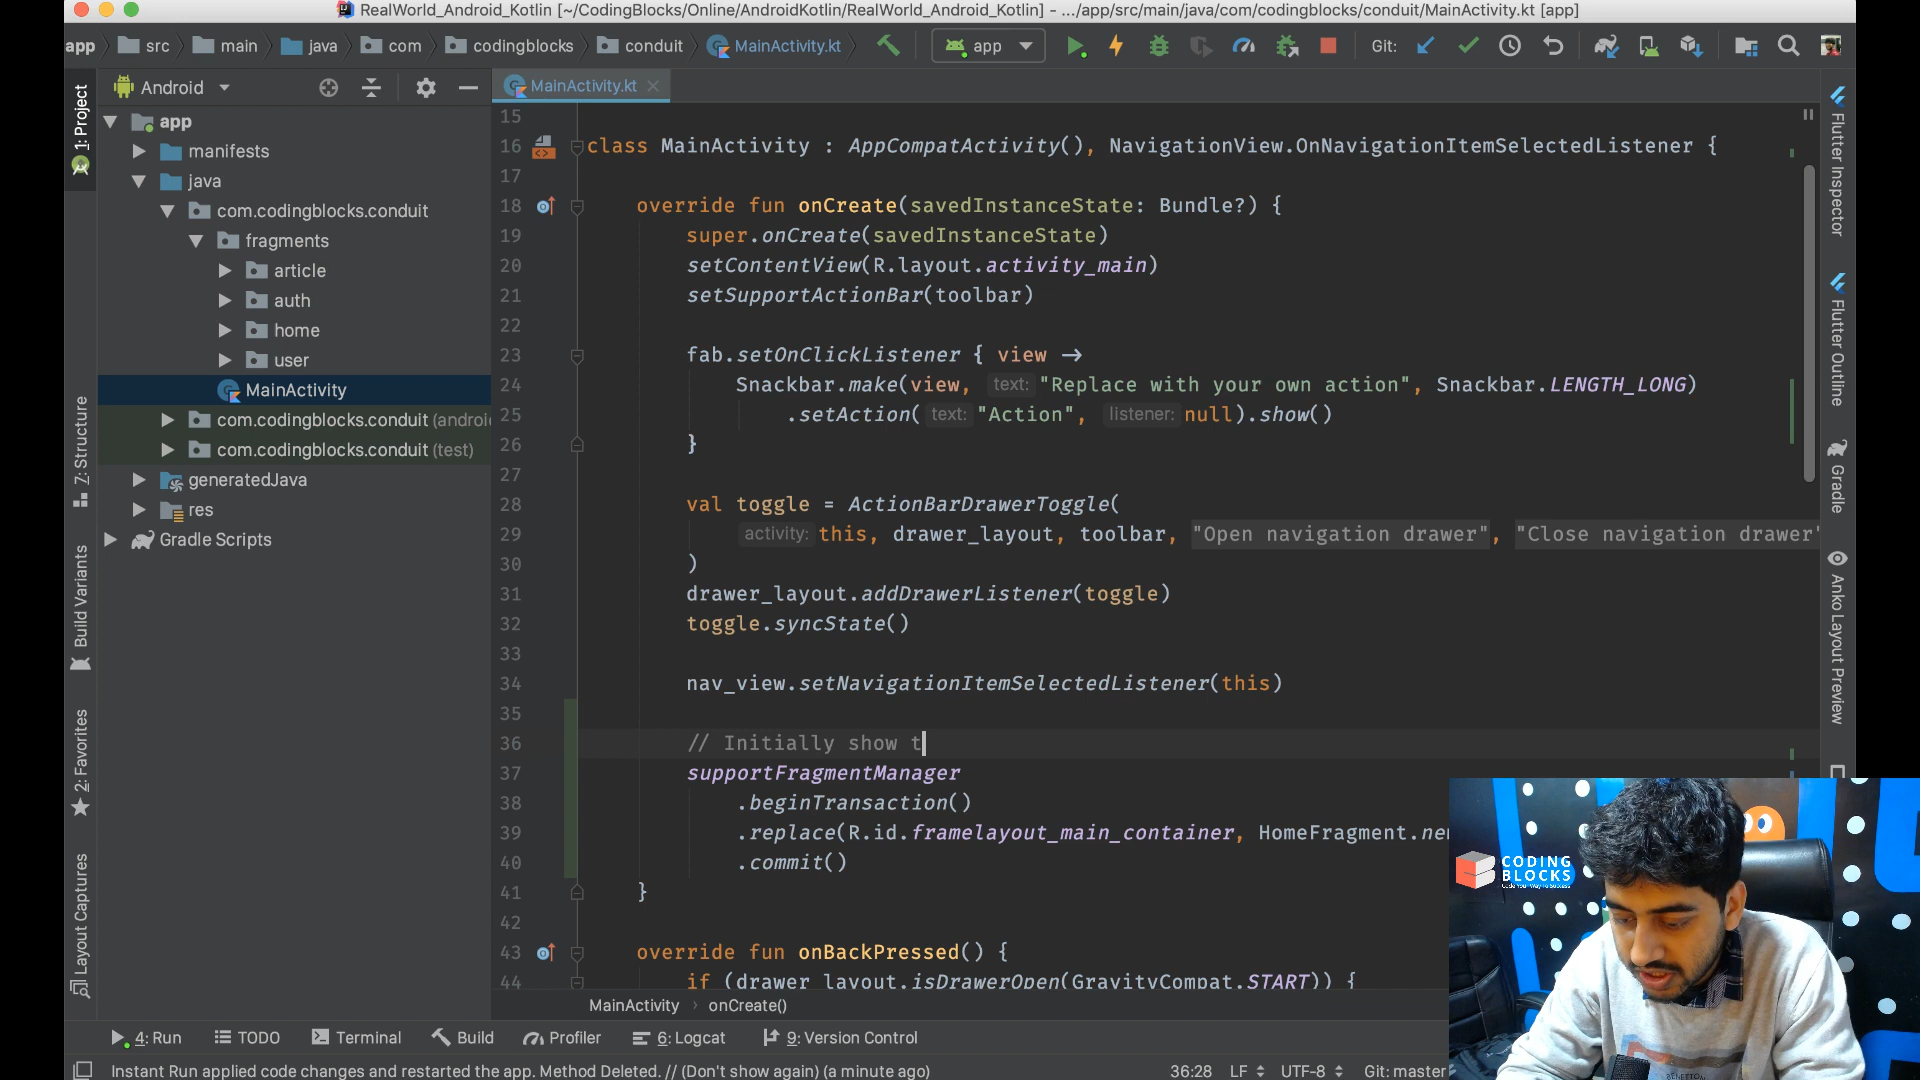 RealWorld_Android_Kotlin [~/CodingBlocks/Online/AndroidKotlin/RealWorld_Android_Kotlin] - .../app/src/main/java/com/codingblocks/conduit/MainActivity.kt [app]
app src main java com codingblocks conduit MainActivity.kt app Git:
1: Project
Android
MainActivity.kt
app
manifests
java
com.codingblocks.conduit
fragments
article
auth
home
user
MainActivity
com.codingblocks.conduit (androi
com.codingblocks.conduit (test)
generatedJava
res
Gradle Scripts
7: Structure
Build Variants
2: Favorites
Layout Captures
15
16 class MainActivity : AppCompatActivity(), NavigationView.OnNavigationItemSelectedListener {
17
18 override fun onCreate(savedInstanceState: Bundle?) {
19 super.onCreate(savedInstanceState)
20 setContentView(R.layout.activity_main)
21 setSupportActionBar(toolbar)
22
23 fab.setOnClickListener { view ->
24 Snackbar.make(view, text: "Replace with your own action", Snackbar.LENGTH_LONG)
25 .setAction( text: "Action", listener: null).show()
26 }
27
28 val toggle = ActionBarDrawerToggle(
29 activity: this, drawer_layout, toolbar, "Open navigation drawer", "Close navigation drawer"
30 )
31 drawer_layout.addDrawerListener(toggle)
32 toggle.syncState()
33
34 nav_view.setNavigationItemSelectedListener(this)
35
36 // Initially show t
37 supportFragmentManager
38 .beginTransaction()
39 .replace(R.id.framelayout_main_container, HomeFragment.ne
40 .commit()
41 }
42
43 override fun onBackPressed() {
44 if (drawer_layout.isDrawerOpen(GravityCompat.START)) {
MainActivity onCreate()
Flutter Inspector
Flutter Outline
Gradle
Anko Layout Preview
CODING
BLOCKS
Code Your Way To Success
BENETTON
4: Run TODO Terminal Build Profiler 6: Logcat 9: Version Control
Instant Run applied code changes and restarted the app. Method Deleted. // (Don't show again) (a minute ago) 36:28 LF UTF-8 Git: master